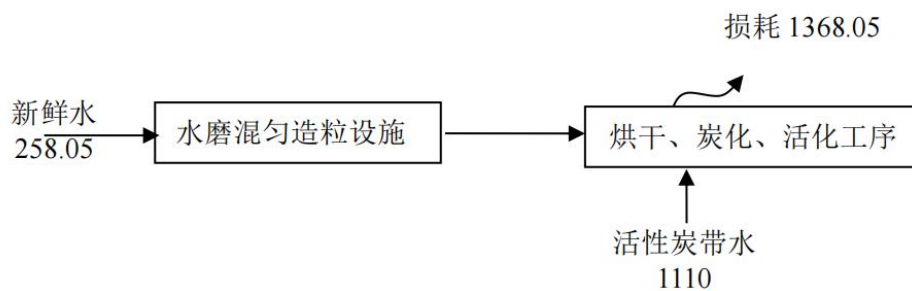 损耗 1368.05
新鲜水
258.05
水磨混匀造粒设施
烘干、炭化、活化工序
活性炭带水
1110